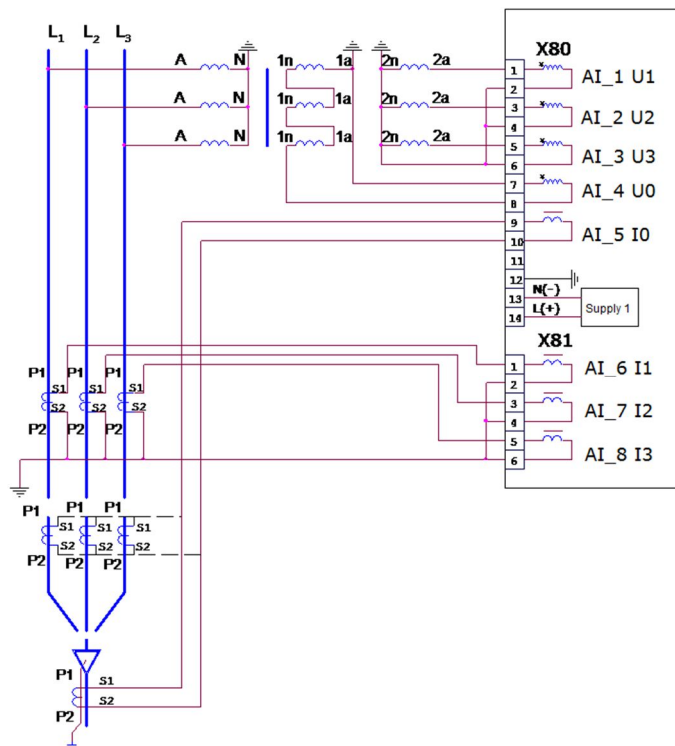 L1 L2 L3
X80
A N 1n 1a 2n 2a 1 AI_1 U1
2
A N 1n 1a 3 AI_2 U2
4
A N 1n 1a 2n 2a 5 AI_3 U3
6
7 AI_4 U0
8
9 AI_5 I0
10
11
12
N(-)
13 Supply 1
L(+)
14
X81
P1 P1 P1 1 AI_6 I1
S1 S1 S1 2
S2 S2 S2 3 AI_7 I2
4
P2 P2 P2 5 AI_8 I3
6
P1 P1 P1
S1 S1 S1
S2 S2 S2
P2 P2 P2
P1 S1
S2
P2